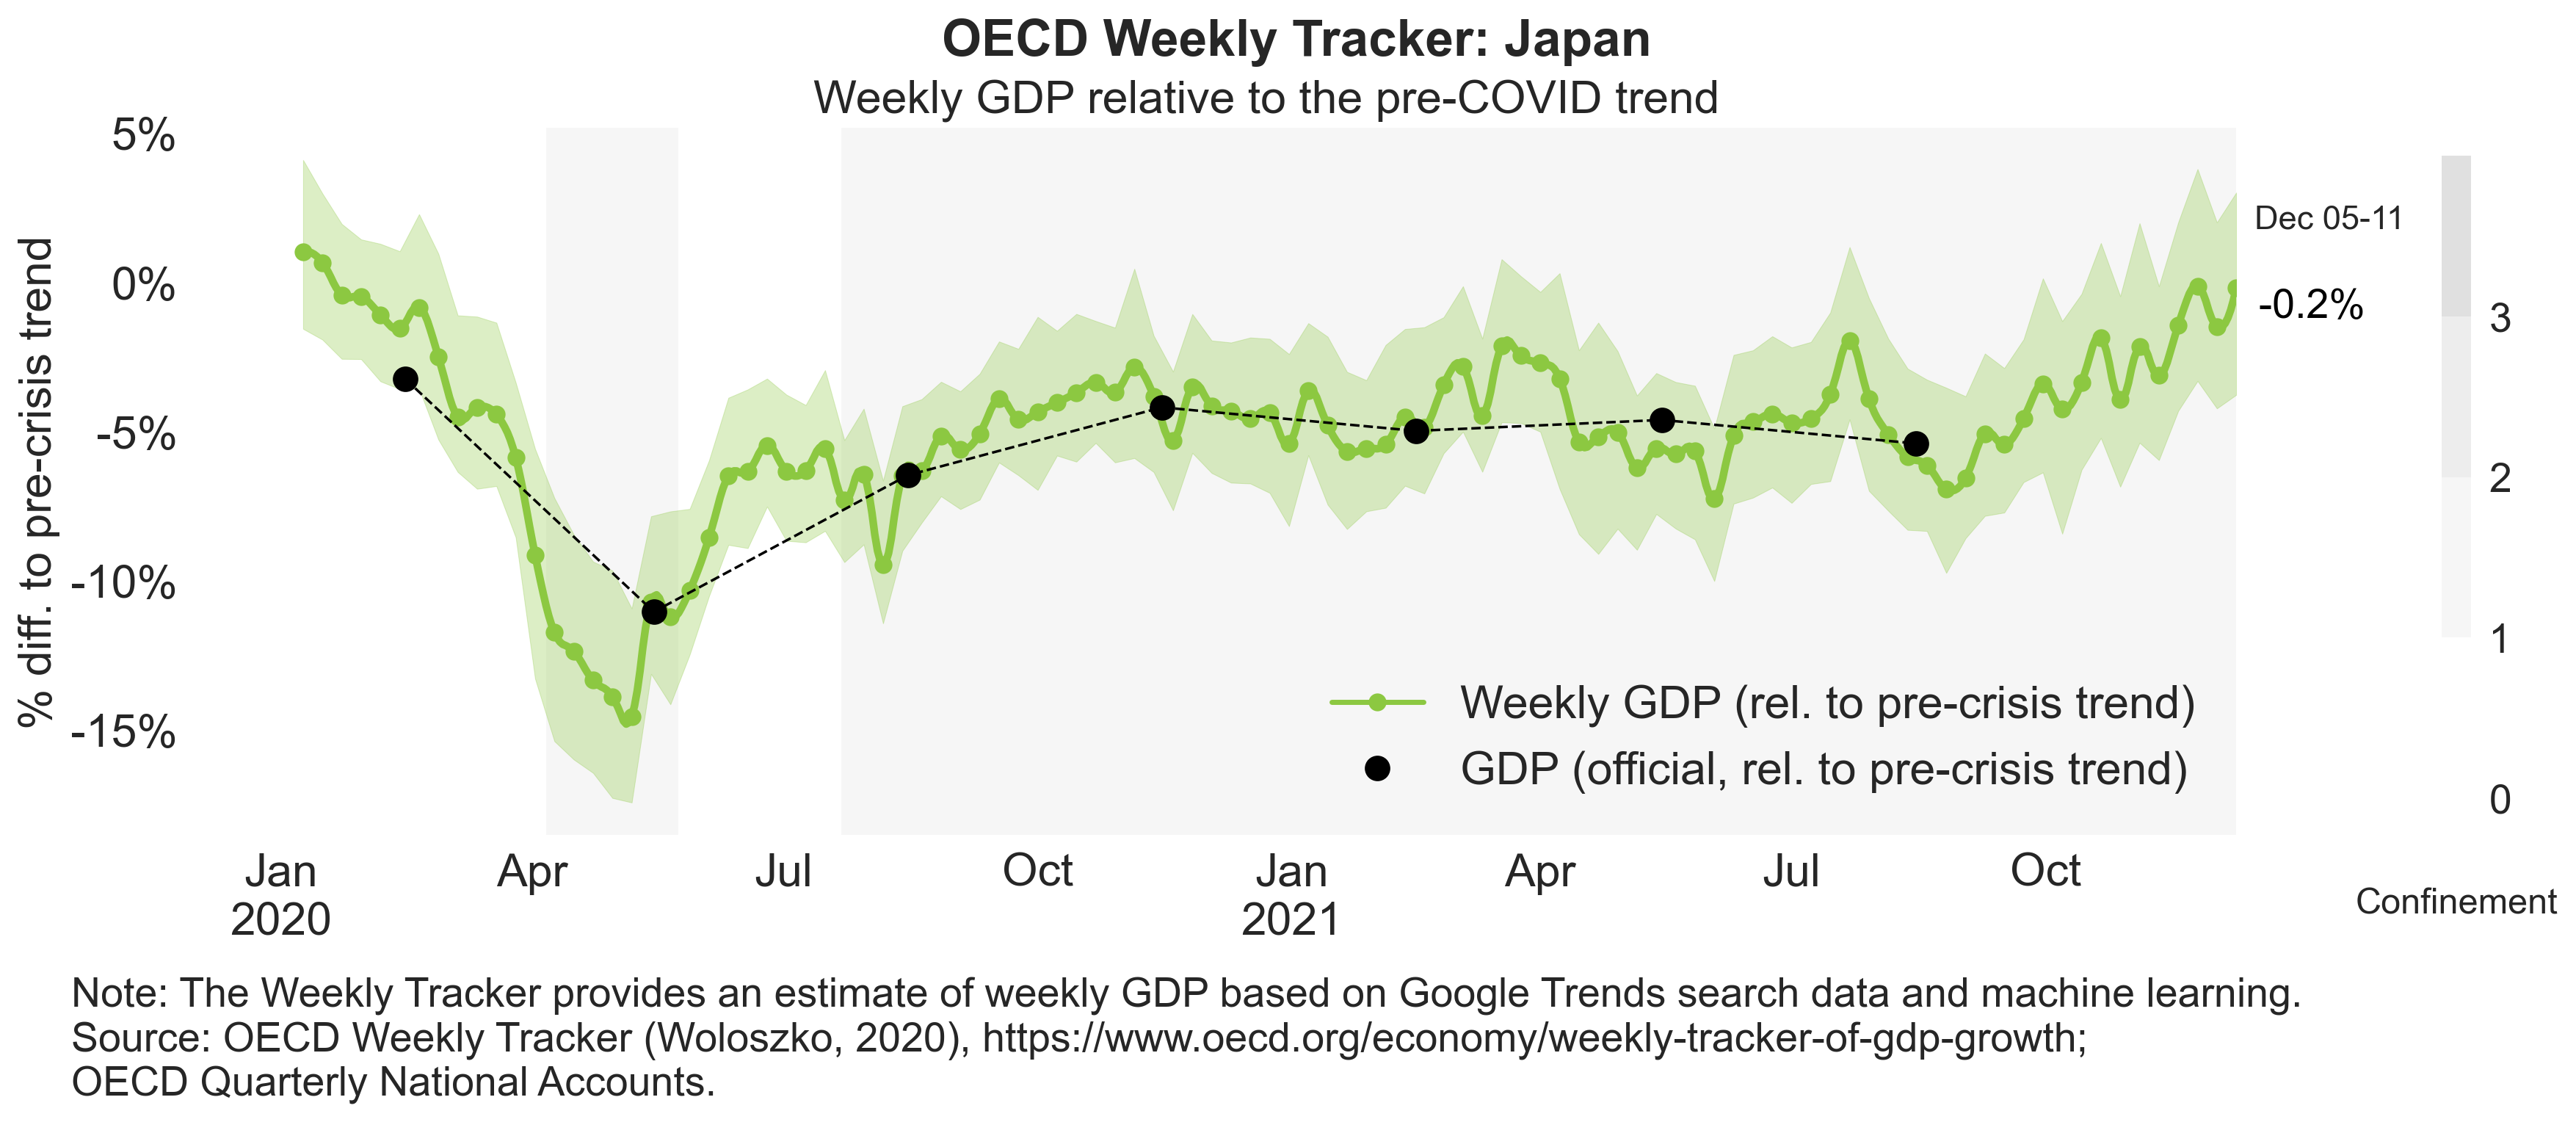 OECD Weekly Tracker: Japan
Weekly GDP relative to the pre-COVID trend
% diff. to pre-crisis trend
5%
0%
-5%
-10%
-15%
Dec 05-11
-0.2%
3
2
1
0
Confinement
Weekly GDP (rel. to pre-crisis trend)
GDP (official, rel. to pre-crisis trend)
Jan Apr Jul Oct Jan Apr Jul Oct
2020 2021
Note: The Weekly Tracker provides an estimate of weekly GDP based on Google Trends search data and machine learning.
Source: OECD Weekly Tracker (Woloszko, 2020), https://www.oecd.org/economy/weekly-tracker-of-gdp-growth;
OECD Quarterly National Accounts.